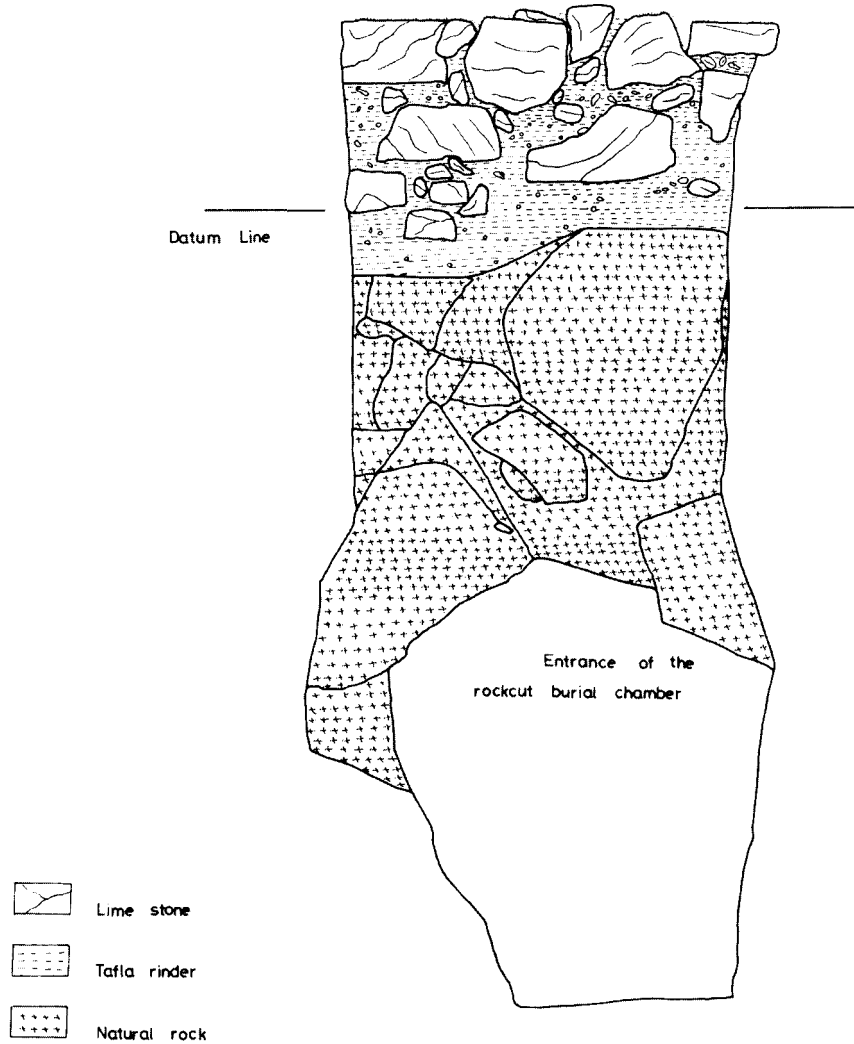 Datum Line
Entrance of the
rockcut burial chamber
Lime stone
Tafla rinder
Natural rock